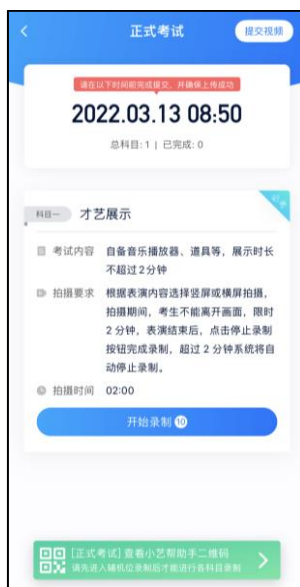 正式考试
提交视频
请在以下时间前完成提交，并确保上传成功
2022.03.13 08:50
总科目: 1 | 已完成: 0
科目一
才艺展示
考试内容
自备音乐播放器、道具等，展示时长
不超过2分钟
拍摄要求
根据表演内容选择竖屏或横屏拍摄，
拍摄期间，考生不能离开画面，限时
2 分钟，表演结束后，点击停止录制
按钮完成录制，超过 2 分钟系统将自
动停止录制。
拍摄时间
02:00
开始录制 10
[正式考试] 查看小艺帮助手二维码
请先进入辅机位录制后才能进行各科目录制